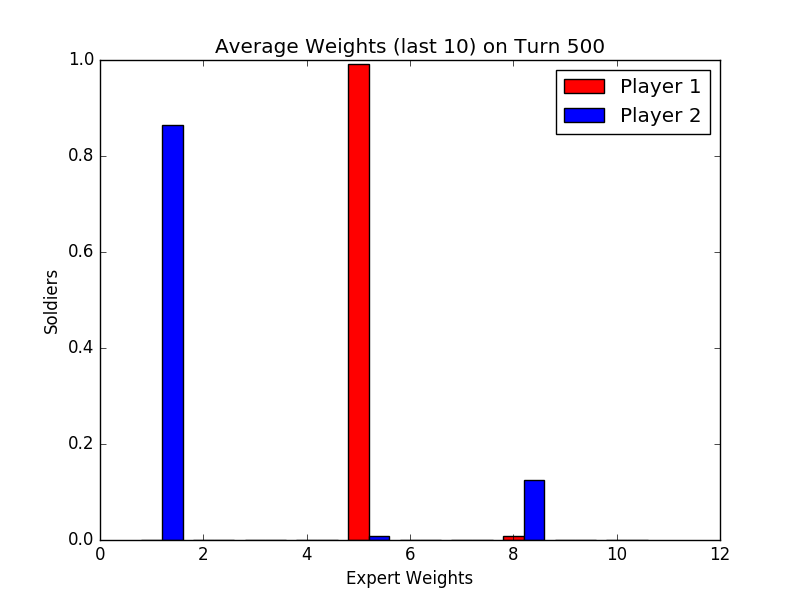 Average Weights (last 10) on Turn 500
1.0
0.8
0.6
0.4
0.2
0.0
Soldiers
Player 1
Player 2
0 2 4 6 8 10 12
Expert Weights